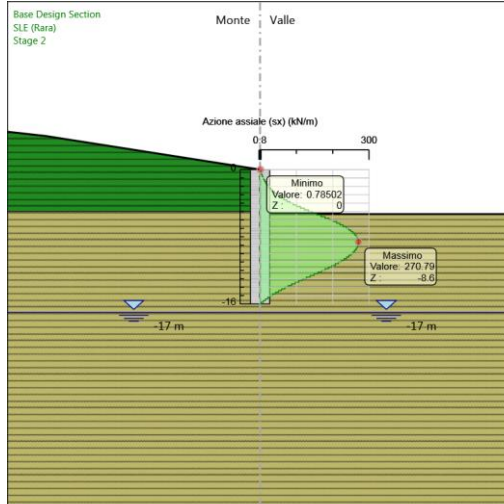 Base Design Section
SLE (Rara)
Stage 2
Monte
Valle
Azione assiale (sx) (kN/m)
0.8
300
0
Minimo
Valore: 0.78502
Z :
0
Massimo
Valore: 270.79
Z :
-8.6
-16
-17 m
-17 m